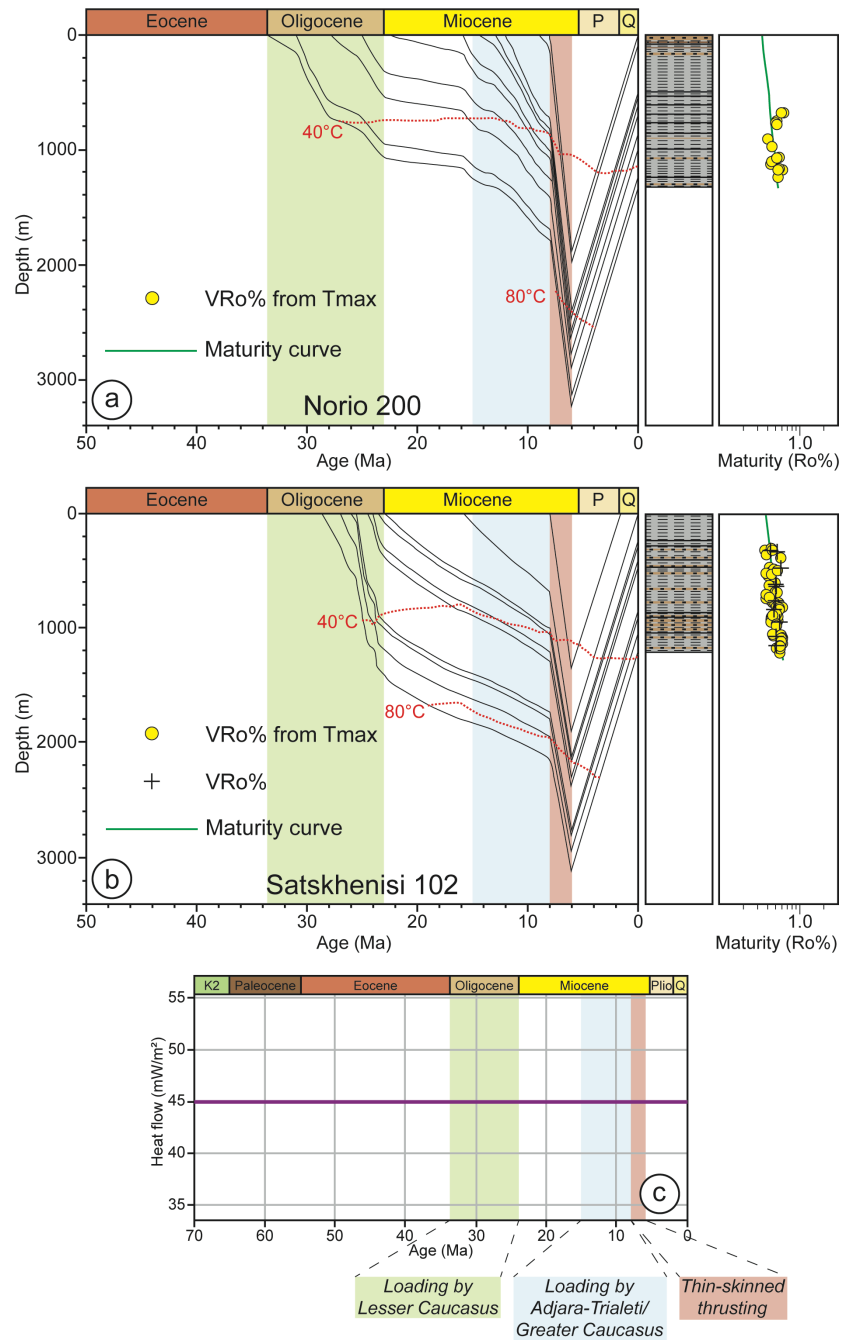 Eocene Oligocene Miocene P Q
0
1000
2000
3000
Depth (m)
40°C
80°C
VRo% from Tmax
Maturity curve
a
Norio 200
50 40 30 20 10 0
Age (Ma)
1.0
Maturity (Ro%)
Eocene Oligocene Miocene P Q
0
1000
2000
3000
Depth (m)
40°C
80°C
VRo% from Tmax
VRo%
Maturity curve
b
Satskhenisi 102
50 40 30 20 10 0
Age (Ma)
1.0
Maturity (Ro%)
K2 Paleocene Eocene Oligocene Miocene Plio Q
55
50
45
40
35
Heat flow (mW/m²)
c
70 60 50 40 30 20 10 0
Age (Ma)
Loading by
Lesser Caucasus
Loading by
Adjara-Trialeti/
Greater Caucasus
Thin-skinned
thrusting